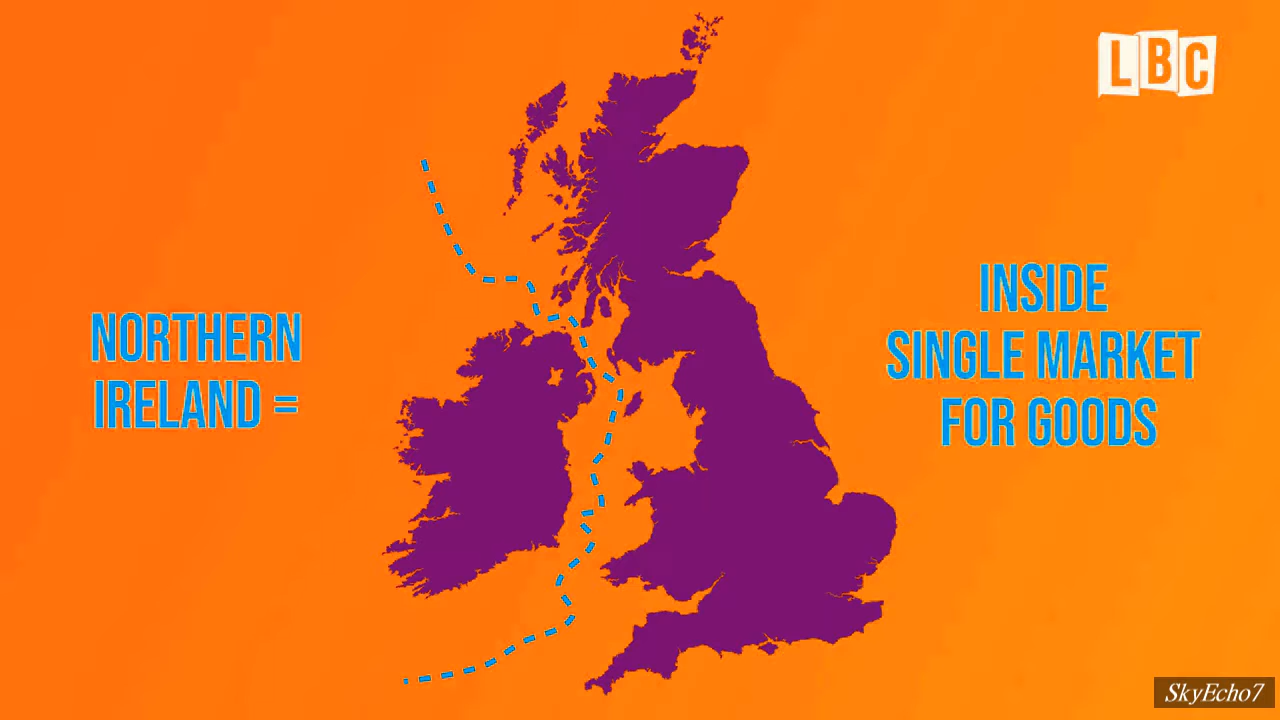 LBC
NORTHERN
IRELAND =
INSIDE
SINGLE MARKET
FOR GOODS
SkyEcho7